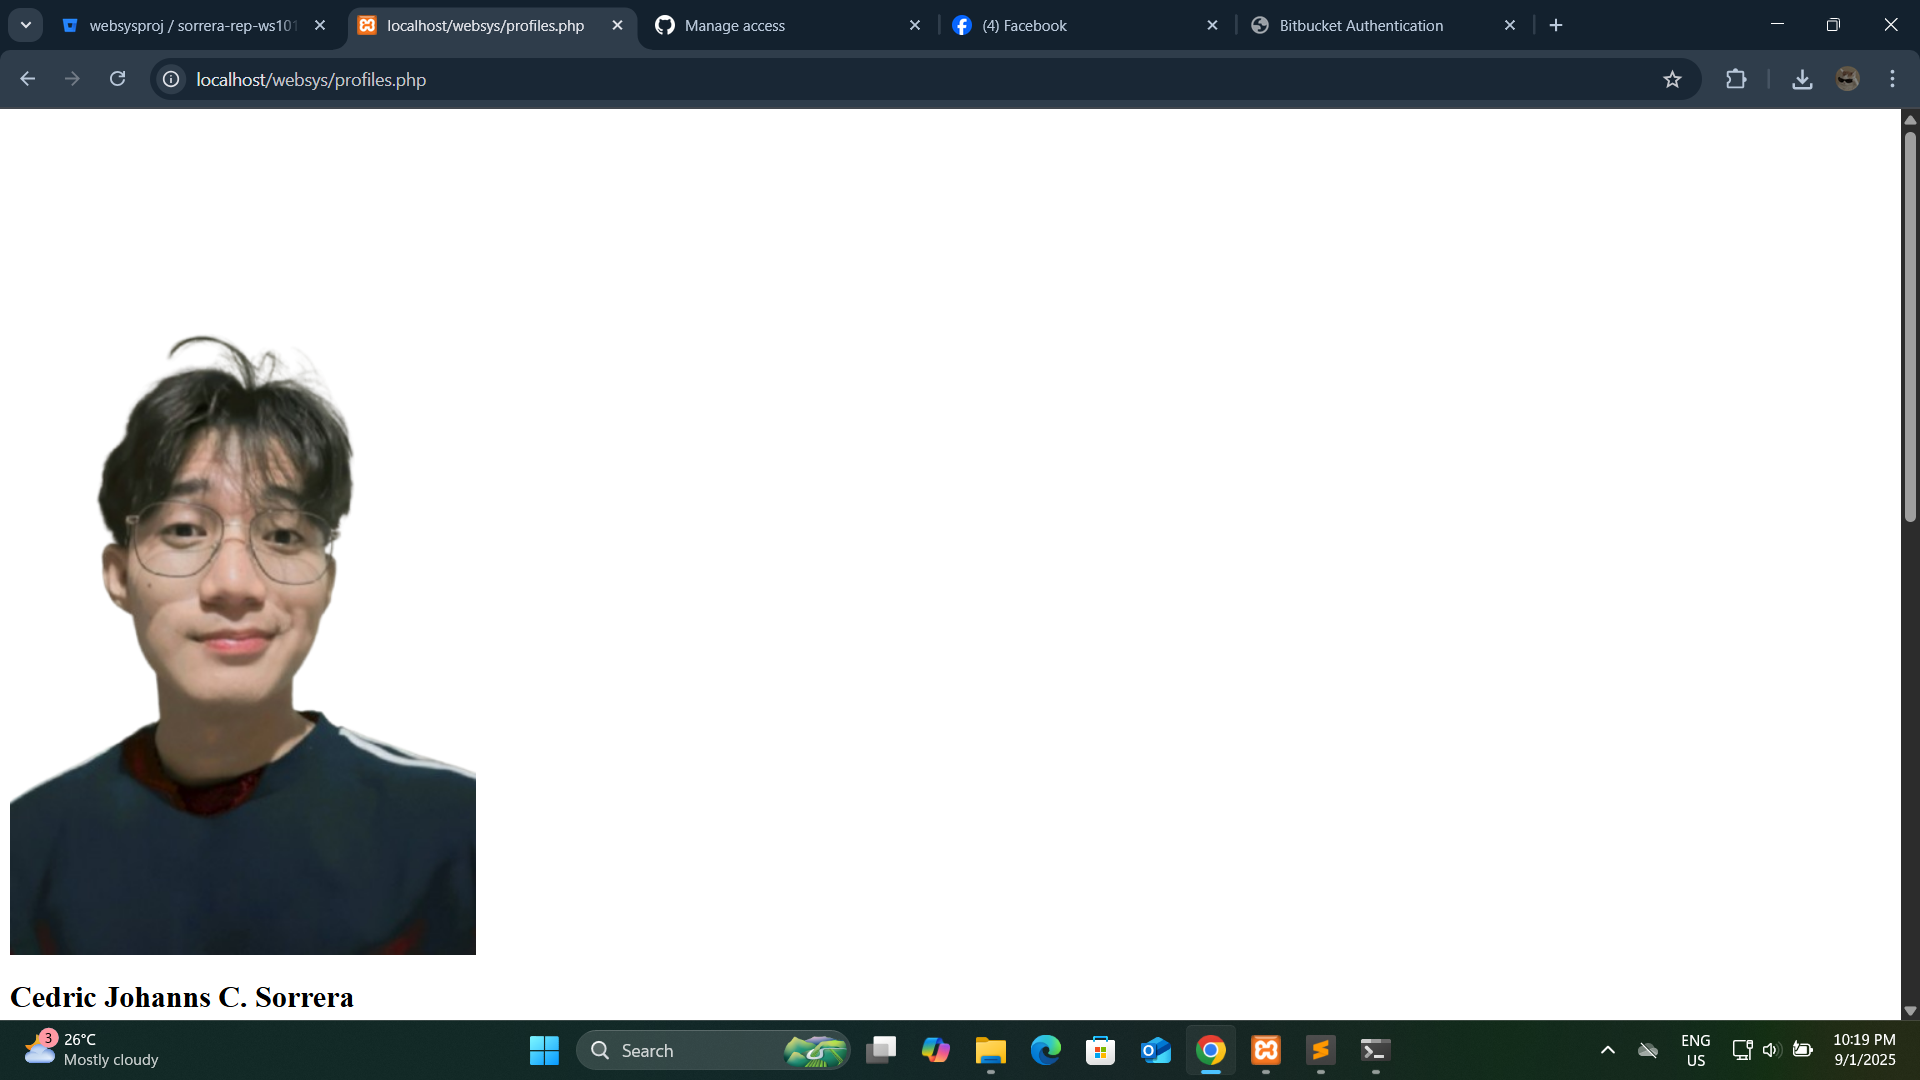 websysproj / sorrera-rep-ws101
localhost/websys/profiles.php
Manage access
(4) Facebook
Bitbucket Authentication
localhost/websys/profiles.php
Cedric Johanns C. Sorrera
3
26°C
Mostly cloudy
Search
ENG
US
10:19 PM
9/1/2025